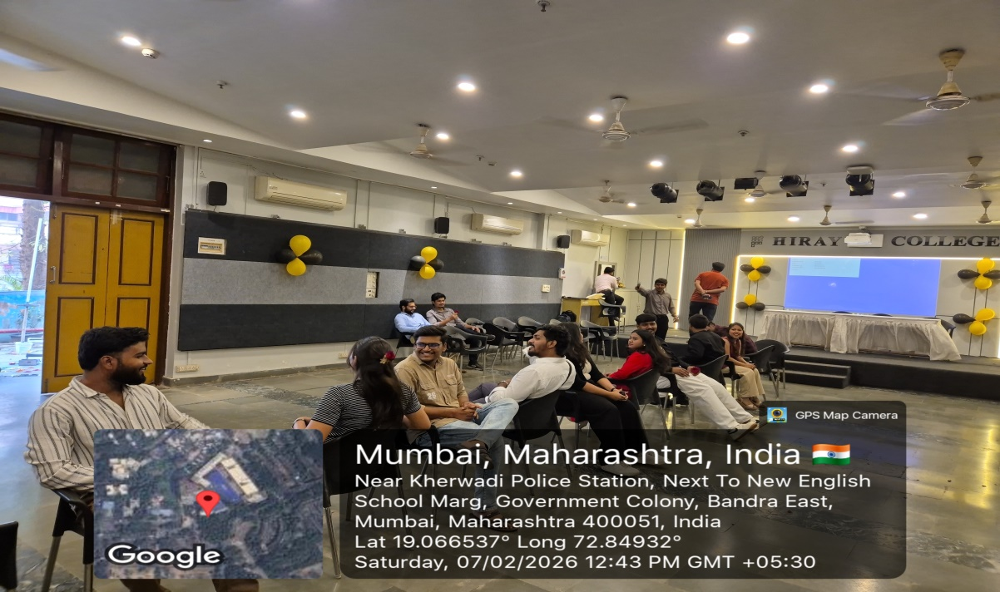 HIRAY COLLEGE
GPS Map Camera
Mumbai, Maharashtra, India
Near Kherwadi Police Station, Next To New English
School Marg, Government Colony, Bandra East,
Mumbai, Maharashtra 400051, India
Lat 19.066537° Long 72.84932°
Saturday, 07/02/2026 12:43 PM GMT +05:30
Google